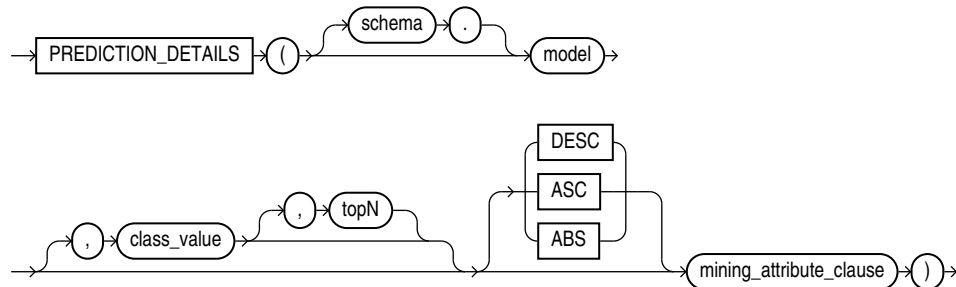 schema .
PREDICTION_DETAILS ( model
DESC
, topN ASC
, class_value ABS
mining_attribute_clause )